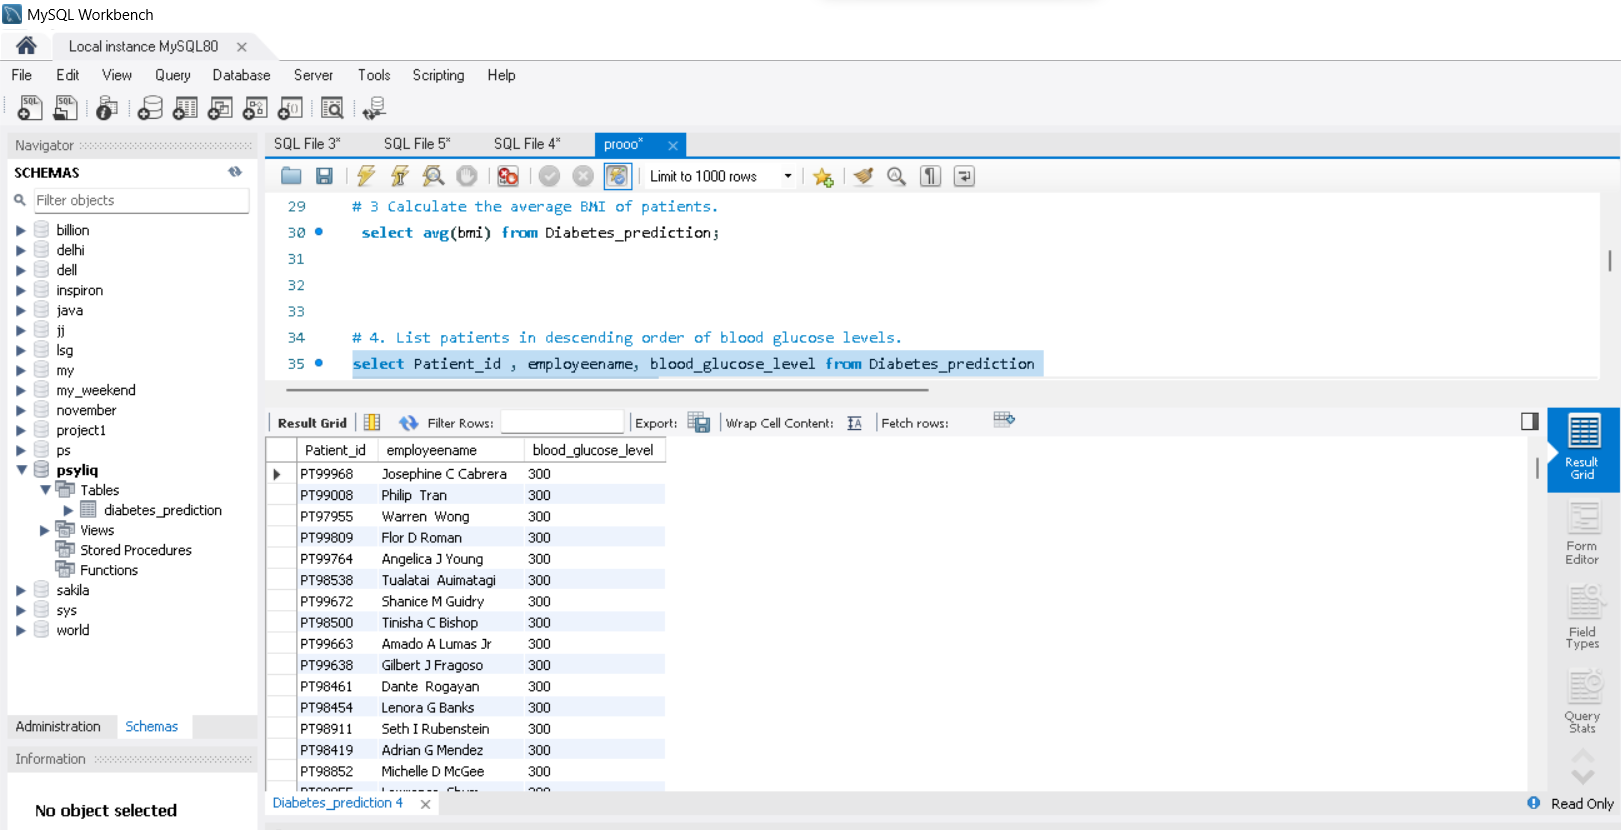 MySQL Workbench
Local instance MySQL80
File Edit View Query Database Server Tools Scripting Help
Navigator
SCHEMAS
Filter objects
billion
delhi
dell
inspiron
java
jj
lsg
my
my_weekend
november
project1
ps
psyliq
Tables
diabetes_prediction
Views
Stored Procedures
Functions
sakila
sys
world
Administration Schemas
Information
No object selected
SQL File 3* SQL File 5* SQL File 4* prooo*
Limit to 1000 rows
29 # 3 Calculate the average BMI of patients.
30 select avg(bmi) from Diabetes_prediction;
31
32
33
34 # 4. List patients in descending order of blood glucose levels.
35 select Patient_id , employeename, blood_glucose_level from Diabetes_prediction
Result Grid Filter Rows: Export: Wrap Cell Content: Fetch rows:
Patient_id employeename blood_glucose_level
PT99968 Josephine C Cabrera 300
PT99008 Philip Tran 300
PT97955 Warren Wong 300
PT99809 Flor D Roman 300
PT99764 Angelica J Young 300
PT98538 Tualatai Auimatagi 300
PT99672 Shanice M Guidry 300
PT98500 Tinisha C Bishop 300
PT99663 Amado A Lumas Jr 300
PT99638 Gilbert J Fragoso 300
PT98461 Dante Rogayan 300
PT98454 Lenora G Banks 300
PT98911 Seth I Rubenstein 300
PT98419 Adrian G Mendez 300
PT98852 Michelle D McGee 300
Result
Grid
Form
Editor
Field
Types
Query
Stats
Diabetes_prediction 4
Read Only